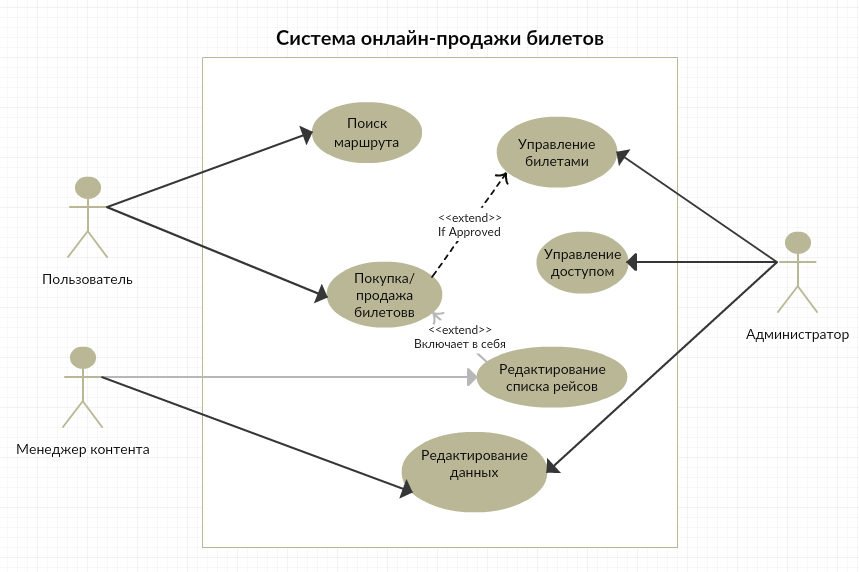 Система онлайн-продажи билетов
Поиск
маршрута
Управление
билетами
<<extend>>
If Approved
Управление
доступом
Пользователь
Покупка/
продажа
билетовв
Администратор
<<extend>>
Включает в себя
Редактирование
списка рейсов
Менеджер контента
Редактирование
данных